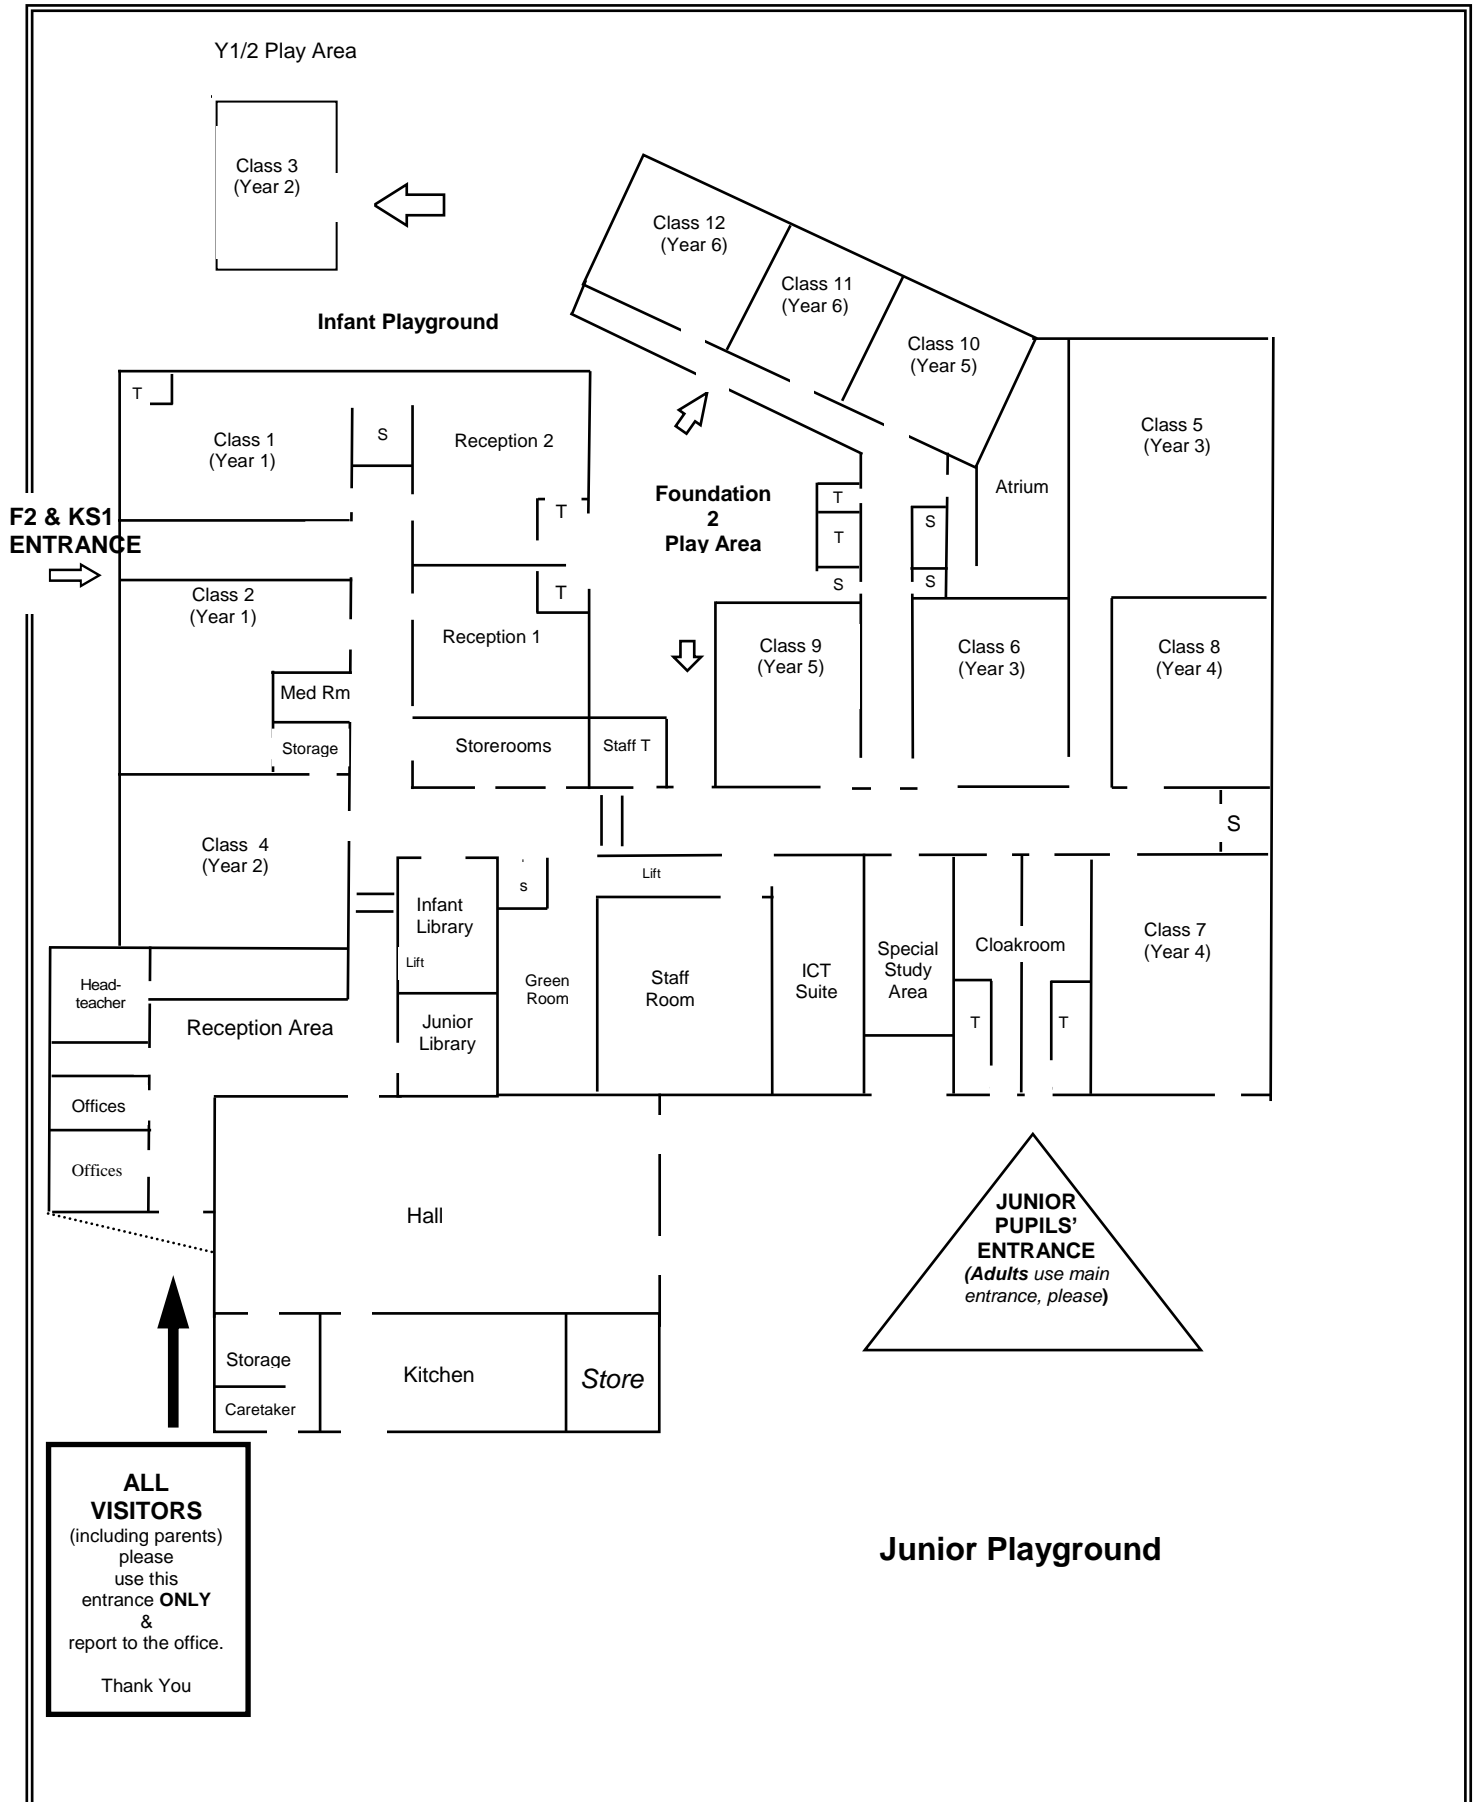 Y1/2 Play Area
Class 3
(Year 2)
Class 12
(Year 6)
Class 11
(Year 6)
Class 10
(Year 5)
Infant Playground
T
Class 1
(Year 1)
S
Reception 2
Class 5
(Year 3)
Atrium
F2 & KS1
ENTRANCE
T
Foundation
2
Play Area
T
T
S
S
S
Class 2
(Year 1)
T
Reception 1
Class 9
(Year 5)
Class 6
(Year 3)
Class 8
(Year 4)
Med Rm
Storage
Storerooms
Staff T
S
Class  4
(Year 2)
Infant
Library
Lift
s
Lift
Green
Room
Staff
Room
ICT
Suite
Special
Study
Area
Cloakroom
T
T
Class 7
(Year 4)
Head-
teacher
Reception Area
Junior
Library
Offices
Offices
Hall
JUNIOR
PUPILS’
ENTRANCE
(Adults use main
entrance, please)
Storage
Caretaker
Kitchen
Store
ALL
VISITORS
(including parents)
please
use this
entrance ONLY
&
report to the office.
Thank You
Junior Playground